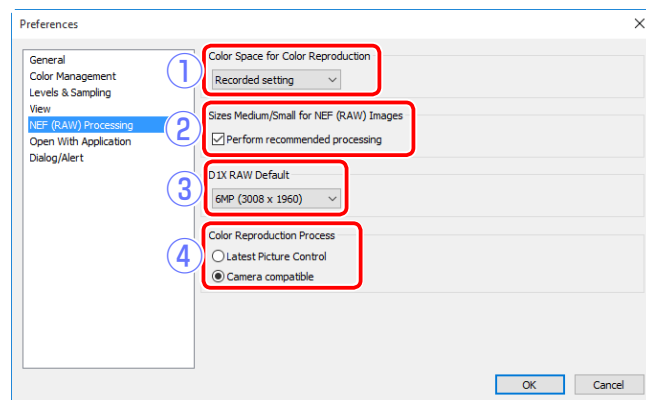 Preferences
General
Color Management
Levels & Sampling
View
NEF (RAW) Processing
Open With Application
Dialog/Alert
① Color Space for Color Reproduction
Recorded setting
② Sizes Medium/Small for NEF (RAW) Images
Perform recommended processing
③ D1X RAW Default
6MP (3008 x 1960)
④ Color Reproduction Process
Latest Picture Control
Camera compatible
OK Cancel